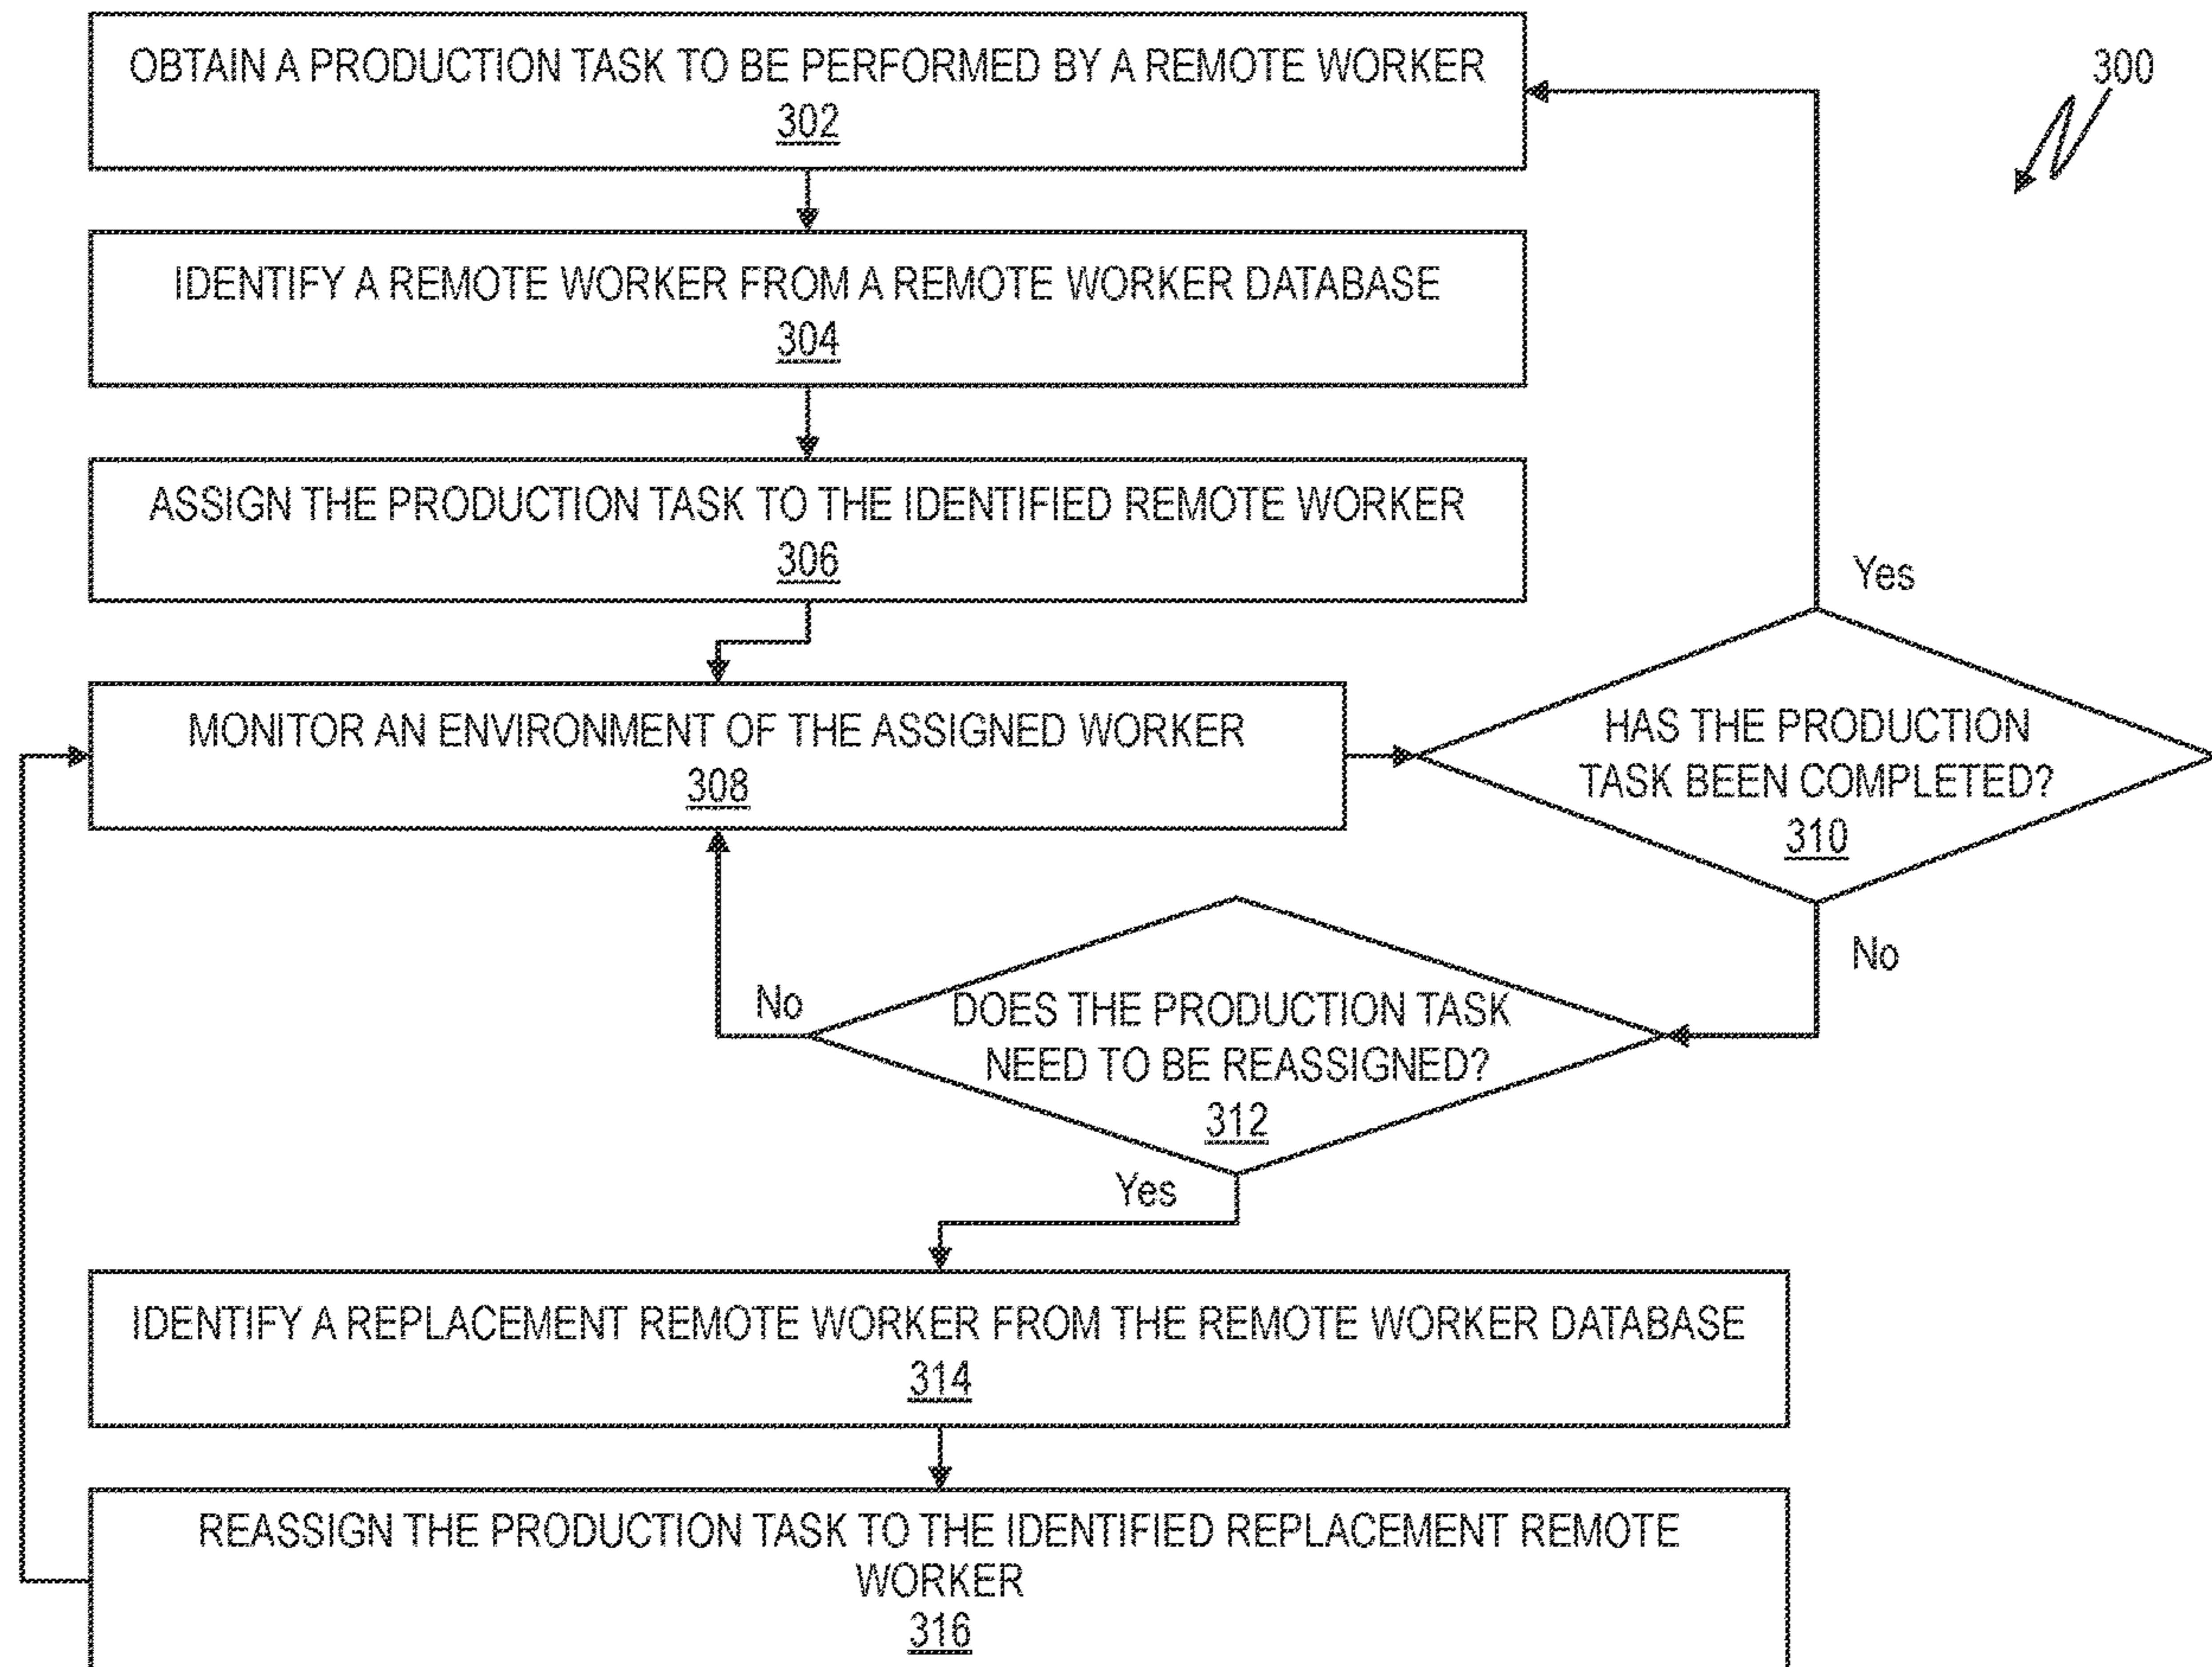 OBTAIN A PRODUCTION TASK TO BE PERFORMED BY A REMOTE WORKER
302
300
IDENTIFY A REMOTE WORKER FROM A REMOTE WORKER DATABASE
304
ASSIGN THE PRODUCTION TASK TO THE IDENTIFIED REMOTE WORKER
306
Yes
MONITOR AN ENVIRONMENT OF THE ASSIGNED WORKER
308
HAS THE PRODUCTION
TASK BEEN COMPLETED?
310
No
No
DOES THE PRODUCTION TASK
NEED TO BE REASSIGNED?
312
Yes
IDENTIFY A REPLACEMENT REMOTE WORKER FROM THE REMOTE WORKER DATABASE
314
REASSIGN THE PRODUCTION TASK TO THE IDENTIFIED REPLACEMENT REMOTE
WORKER
316